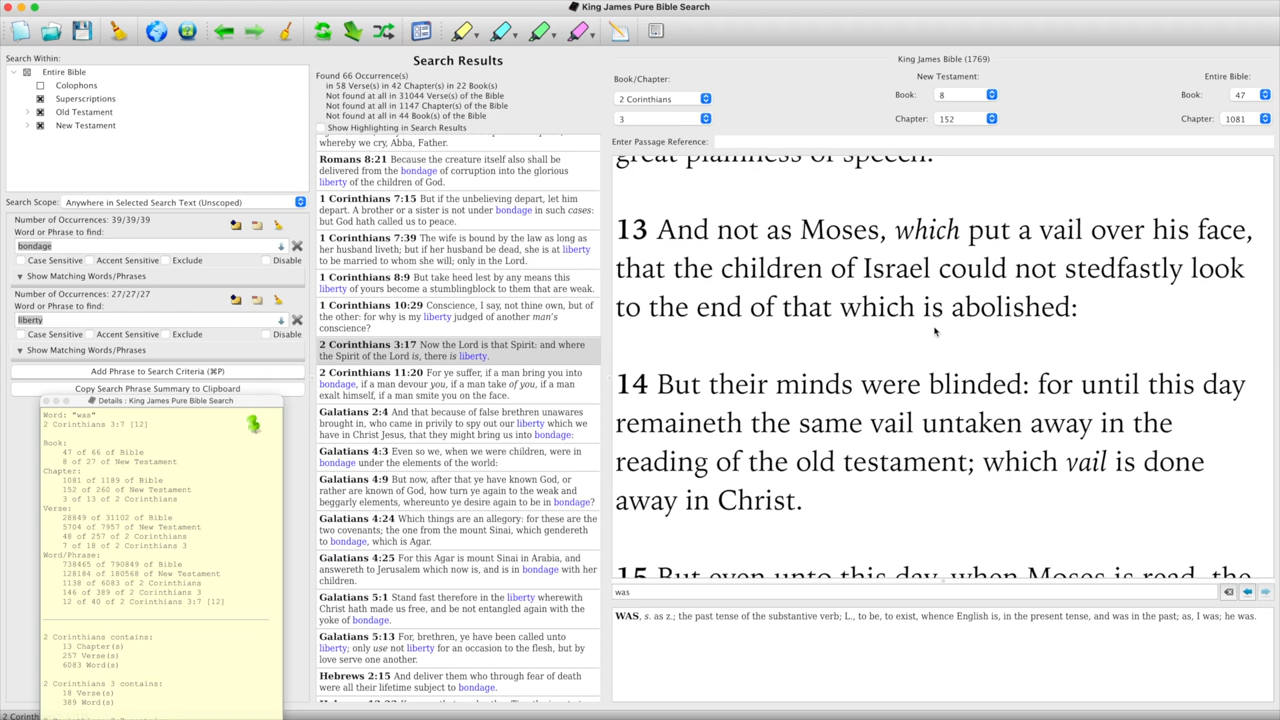 King James Pure Bible Search
Search Within:
Entire Bible
Colophons
Superscriptions
Old Testament
New Testament
Search Scope: Anywhere in Selected Search Text (Unscoped)
Number of Occurrences: 39/39/39
Word or Phrase to find:
bondage
Case Sensitive Accent Sensitive Exclude Disable
Show Matching Words/Phrases
Number of Occurrences: 27/27/27
Word or Phrase to find:
liberty
Case Sensitive Accent Sensitive Exclude Disable
Show Matching Words/Phrases
Add Phrase to Search Criteria (⌘P)
Copy Search Phrase Summary to Clipboard
Details : King James Pure Bible Search
Word: "was"
2 Corinthians 3:7 [12]
Book:
47 of 66 of Bible
8 of 27 of New Testament
Chapter:
1081 of 1189 of Bible
152 of 260 of New Testament
3 of 13 of 2 Corinthians
Verse:
28849 of 31102 of Bible
5704 of 7957 of New Testament
48 of 257 of 2 Corinthians
7 of 18 of 2 Corinthians 3
Word/Phrase:
738465 of 790849 of Bible
128184 of 180568 of New Testament
1138 of 6083 of 2 Corinthians
146 of 389 of 2 Corinthians 3
12 of 40 of 2 Corinthians 3:7 [12]
2 Corinthians contains:
13 Chapter(s)
257 Verse(s)
6083 Word(s)
2 Corinthians 3 contains:
18 Verse(s)
389 Word(s)
2 Corinth
Search Results
Found 66 Occurrence(s)
in 58 Verse(s) in 42 Chapter(s) in 22 Book(s)
Not found at all in 31044 Verse(s) of the Bible
Not found at all in 1147 Chapter(s) of the Bible
Not found at all in 44 Book(s) of the Bible
Show Highlighting in Search Results
whereby we cry, Abba, Father.
Romans 8:21 Because the creature itself also shall be
delivered from the bondage of corruption into the glorious
liberty of the children of God.
1 Corinthians 7:15 But if the unbelieving depart, let him
depart. A brother or a sister is not under bondage in such cases:
but God hath called us to peace.
1 Corinthians 7:39 The wife is bound by the law as long as
her husband liveth; but if her husband be dead, she is at liberty
to be married to whom she will; only in the Lord.
1 Corinthians 8:9 But take heed lest by any means this
liberty of yours become a stumblingblock to them that are weak.
1 Corinthians 10:29 Conscience, I say, not thine own, but of
the other: for why is my liberty judged of another man's
conscience?
2 Corinthians 3:17 Now the Lord is that Spirit: and where
the Spirit of the Lord is, there is liberty.
2 Corinthians 11:20 For ye suffer, if a man bring you into
bondage, if a man devour you, if a man take of you, if a man
exalt himself, if a man smite you on the face.
Galatians 2:4 And that because of false brethren unawares
brought in, who came in privily to spy out our liberty which we
have in Christ Jesus, that they might bring us into bondage:
Galatians 4:3 Even so we, when we were children, were in
bondage under the elements of the world:
Galatians 4:9 But now, after that ye have known God, or
rather are known of God, how turn ye again to the weak and
beggarly elements, whereunto ye desire again to be in bondage?
Galatians 4:24 Which things are an allegory: for these are the
two covenants; the one from the mount Sinai, which gendereth
to bondage, which is Agar.
Galatians 4:25 For this Agar is mount Sinai in Arabia, and
answereth to Jerusalem which now is, and is in bondage with her
children.
Galatians 5:1 Stand fast therefore in the liberty wherewith
Christ hath made us free, and be not entangled again with the
yoke of bondage.
Galatians 5:13 For, brethren, ye have been called unto
liberty; only use not liberty for an occasion to the flesh, but by
love serve one another.
Hebrews 2:15 And deliver them who through fear of death
were all their lifetime subject to bondage.
King James Bible (1769)
Book/Chapter:
2 Corinthians
3
New Testament:
Book: 8
Chapter: 152
Entire Bible:
Book: 47
Chapter: 1081
Enter Passage Reference:
great plainness of speech:
13 And not as Moses, which put a vail over his face,
that the children of Israel could not stedfastly look
to the end of that which is abolished:
14 But their minds were blinded: for until this day
remaineth the same vail untaken away in the
reading of the old testament; which vail is done
away in Christ.
15 But even unto this day, when Moses is read, the
was
WAS, s. as z.; the past tense of the substantive verb; L., to be, to exist, whence English is, in the present tense, and was in the past; as, I was; he was.